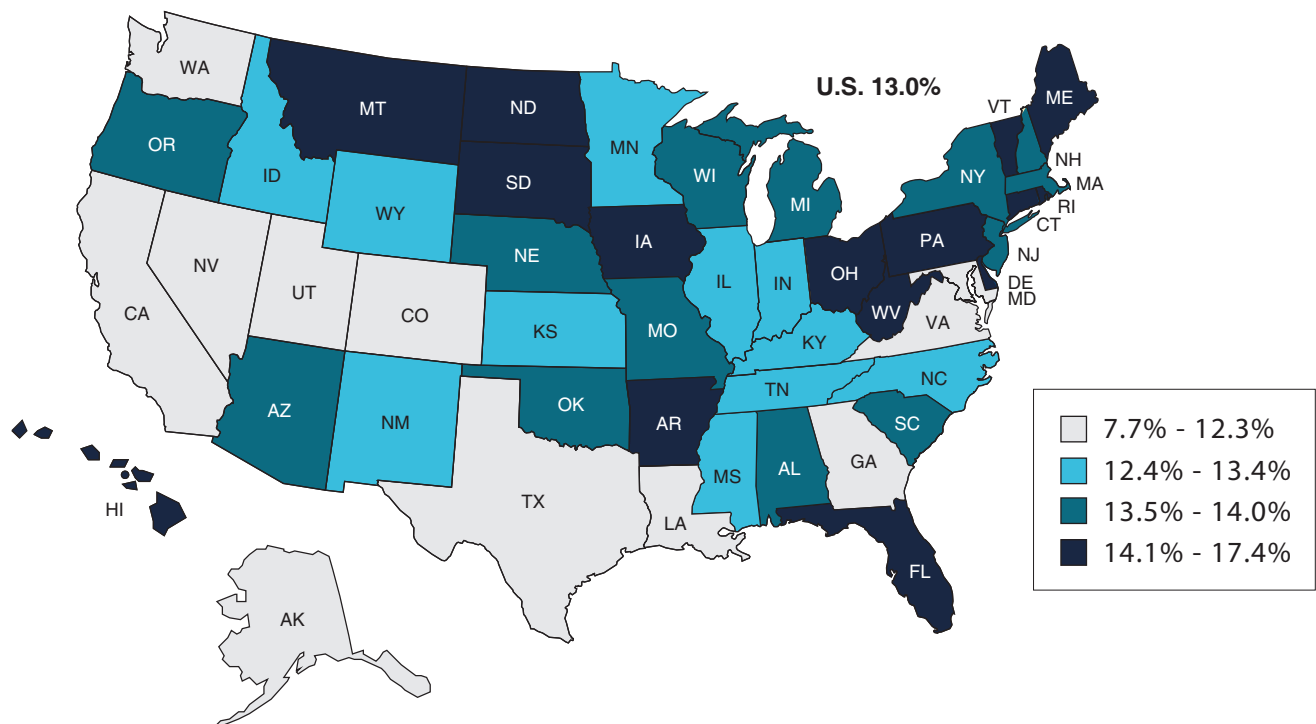 WA
MT
ND
MN
U.S. 13.0%
VT
ME
OR
ID
WY
SD
WI
MI
NY
NH
MA
RI
CT
NV
UT
CO
NE
IA
IL
IN
OH
PA
NJ
DE
MD
CA
KS
MO
KY
WV
VA
AZ
NM
OK
AR
TN
NC
SC
HI
TX
LA
MS
AL
GA
FL
AK
7.7% - 12.3%
12.4% - 13.4%
13.5% - 14.0%
14.1% - 17.4%